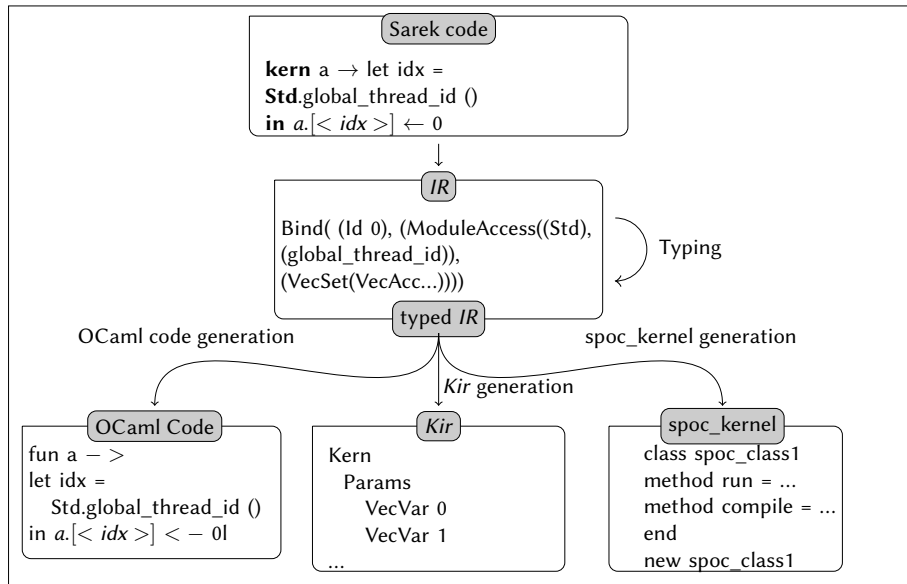 Sarek code
kern a → let idx =
Std.global_thread_id ()
in a.[< idx >] ← 0
IR
Bind( (Id 0), (ModuleAccess((Std),
(global_thread_id)),
(VecSet(VecAcc...))))
Typing
typed IR
OCaml code generation
spoc_kernel generation
Kir generation
OCaml Code
fun a − >
let idx =
Std.global_thread_id ()
in a.[< idx >] < − 0l
Kir
Kern
Params
VecVar 0
VecVar 1
...
spoc_kernel
class spoc_class1
method run = ...
method compile = ...
end
new spoc_class1